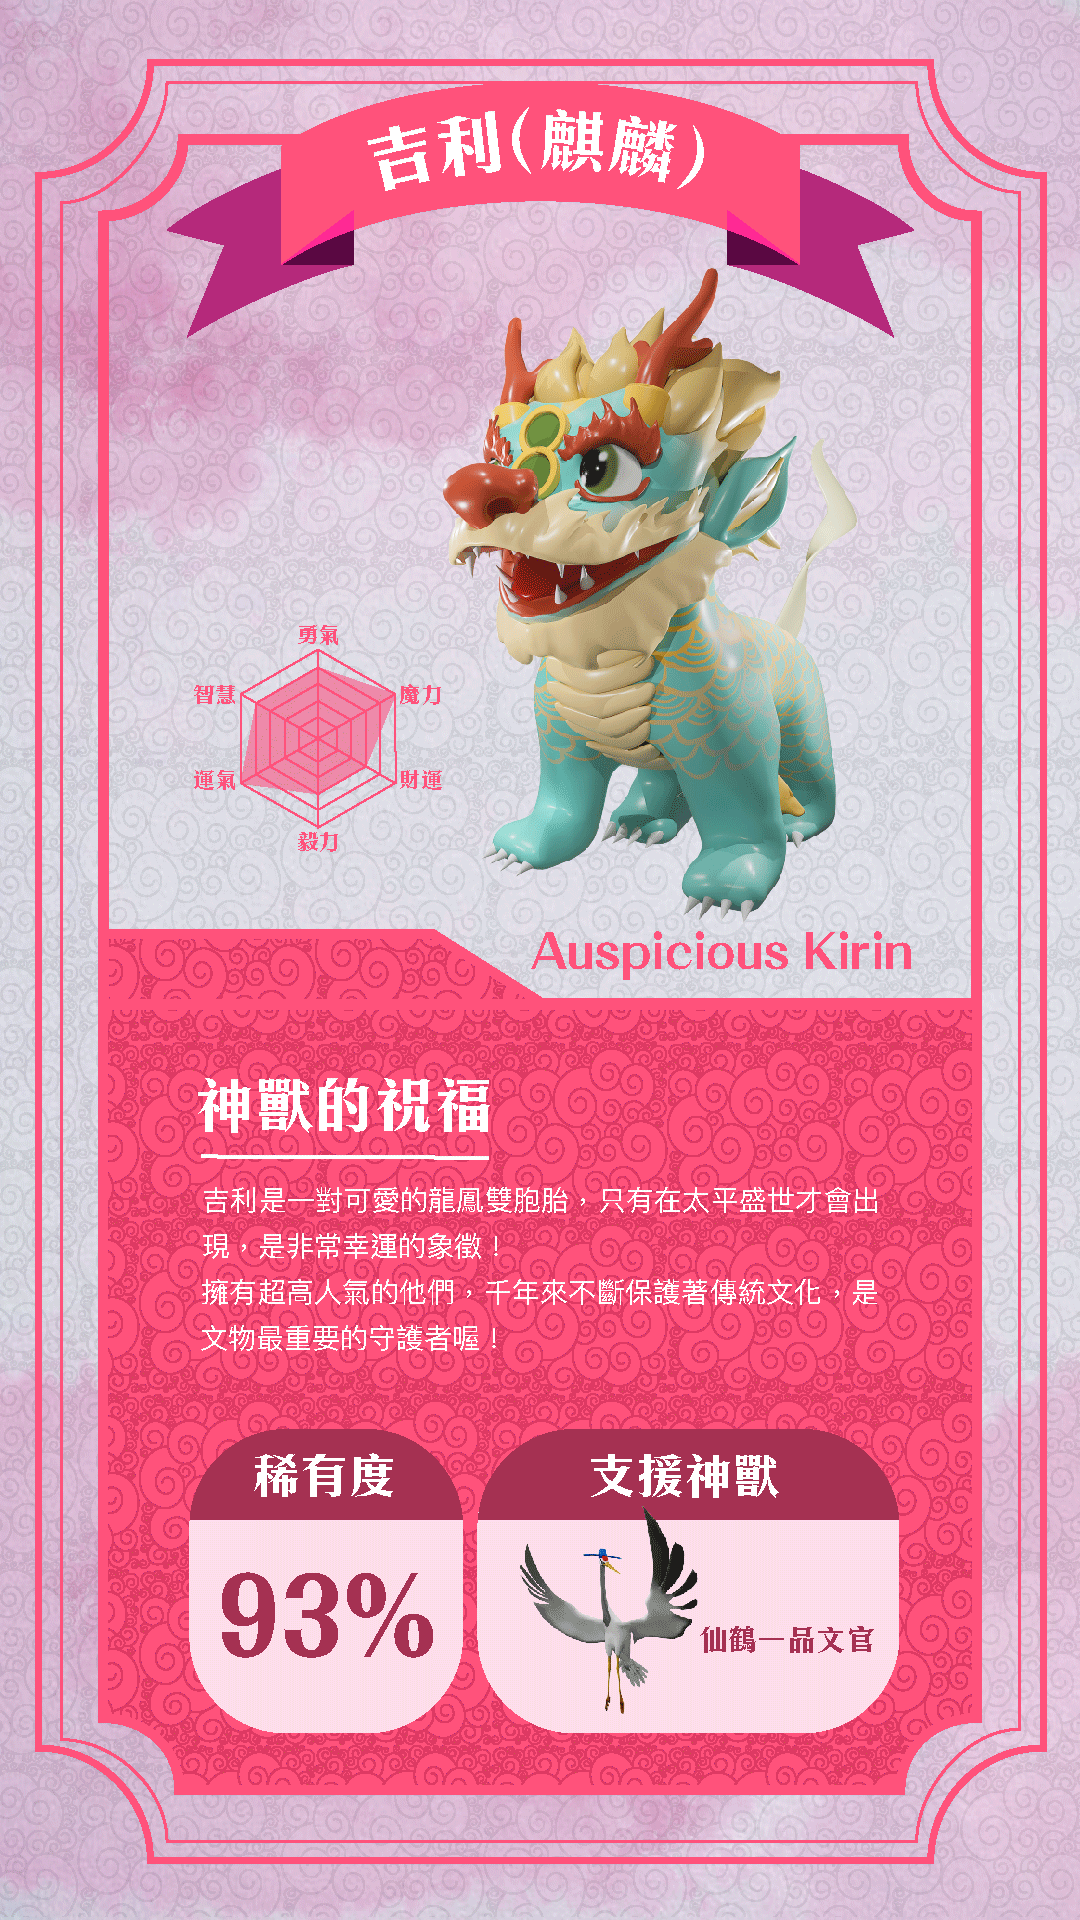 吉利(麒麟)
勇氣
智慧
魔力
運氣
財運
毅力
Auspicious Kirin
神獸的祝福
吉利是一對可愛的龍鳳雙胞胎，只有在太平盛世才會出
現，是非常幸運的象徵！
擁有超高人氣的他們，千年來不斷保護著傳統文化，是
文物最重要的守護者喔！
稀有度
支援神獸
93%
仙鶴一品文官